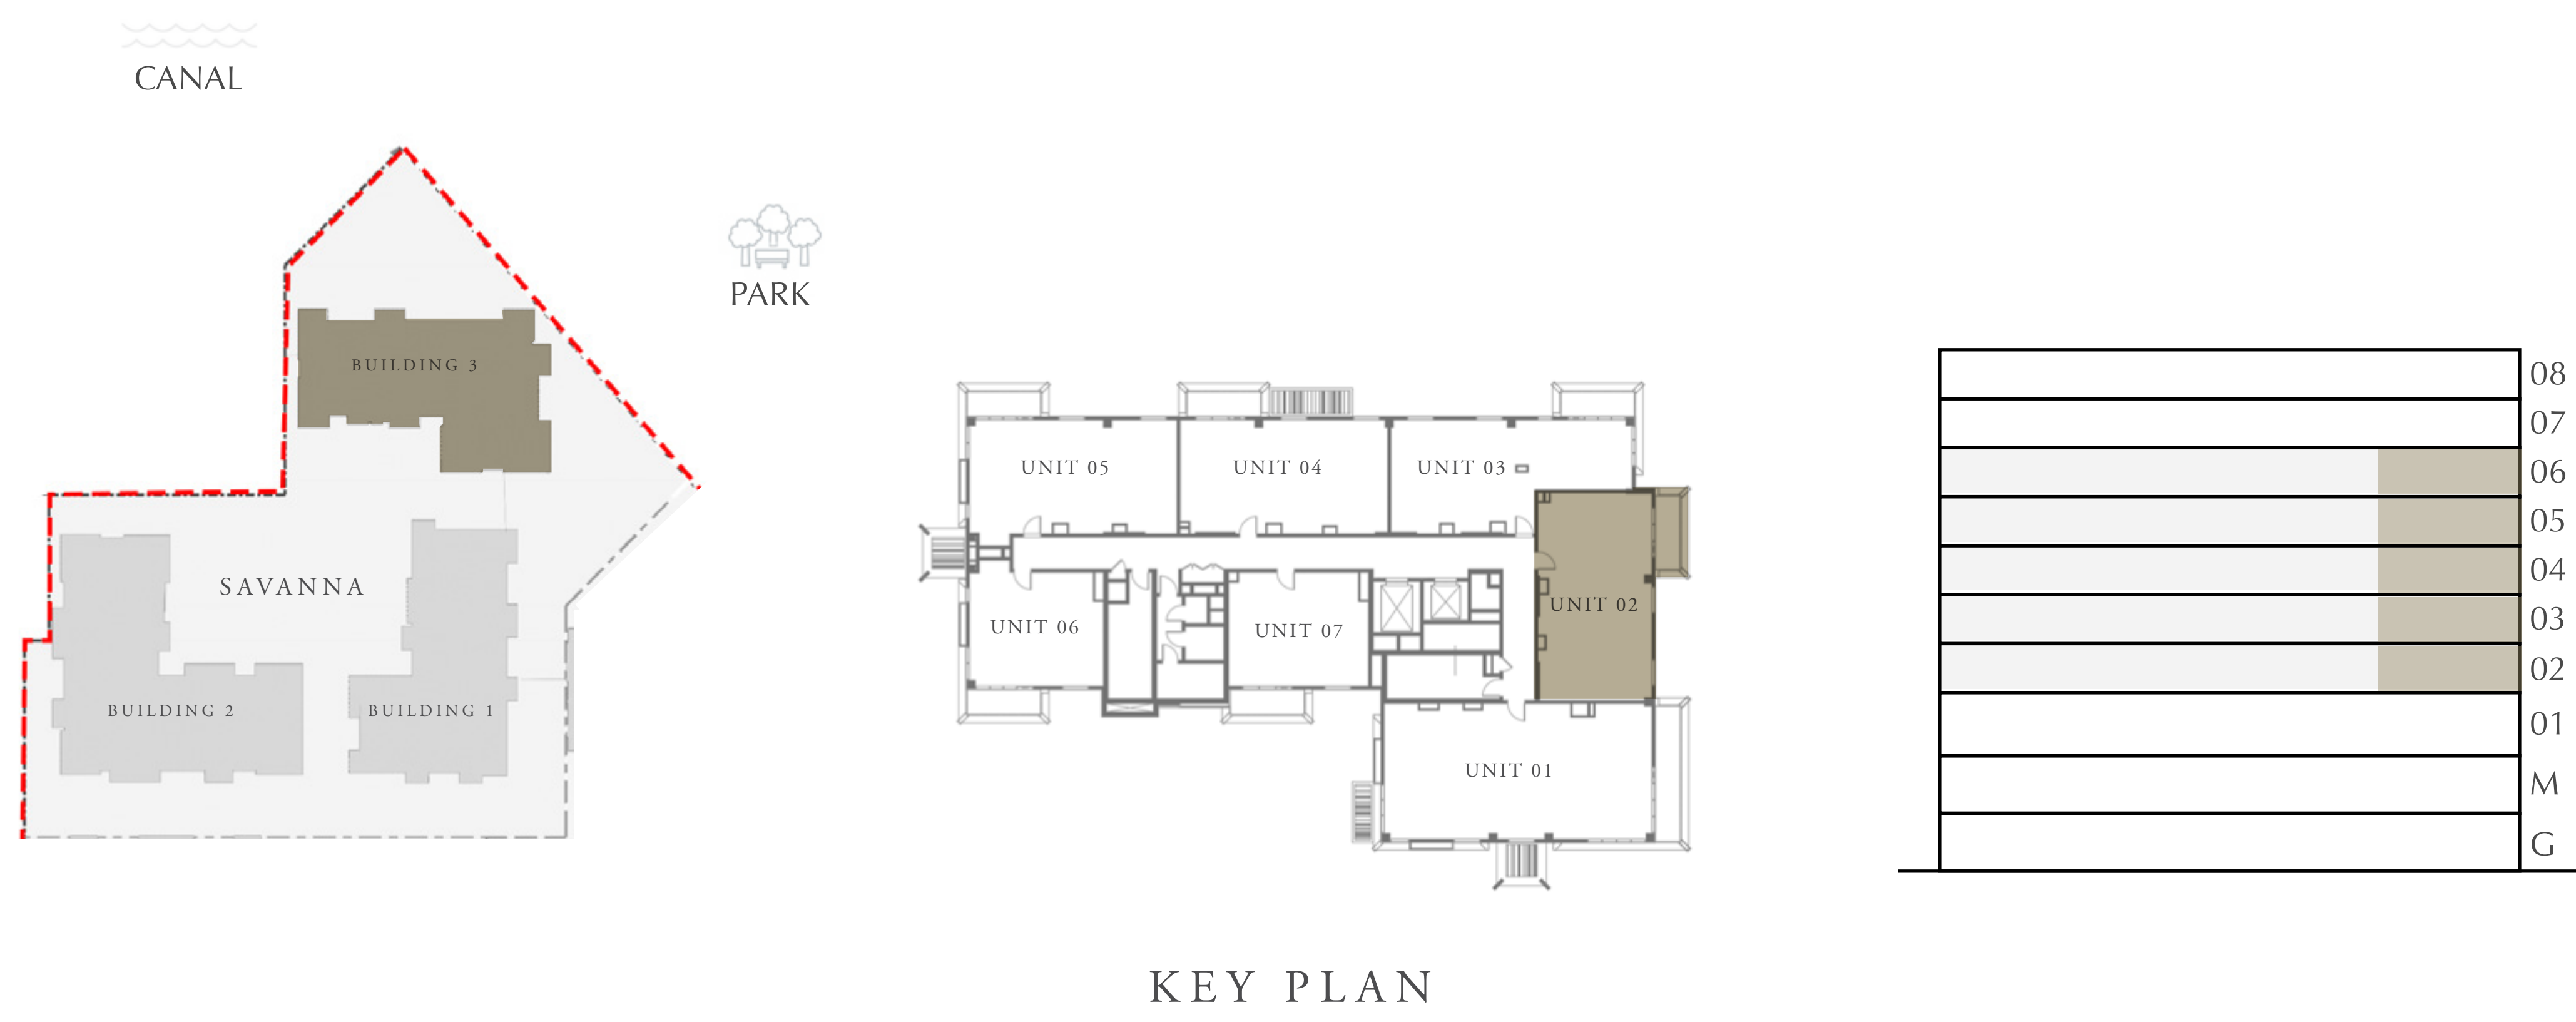 CANAL
PARK
BUILDING 3
SAVANNA
BUILDING 2
BUILDING 1
UNIT 05
UNIT 04
UNIT 03
UNIT 02
UNIT 06
UNIT 07
UNIT 01
08
07
06
05
04
03
02
01
M
G
KEY PLAN